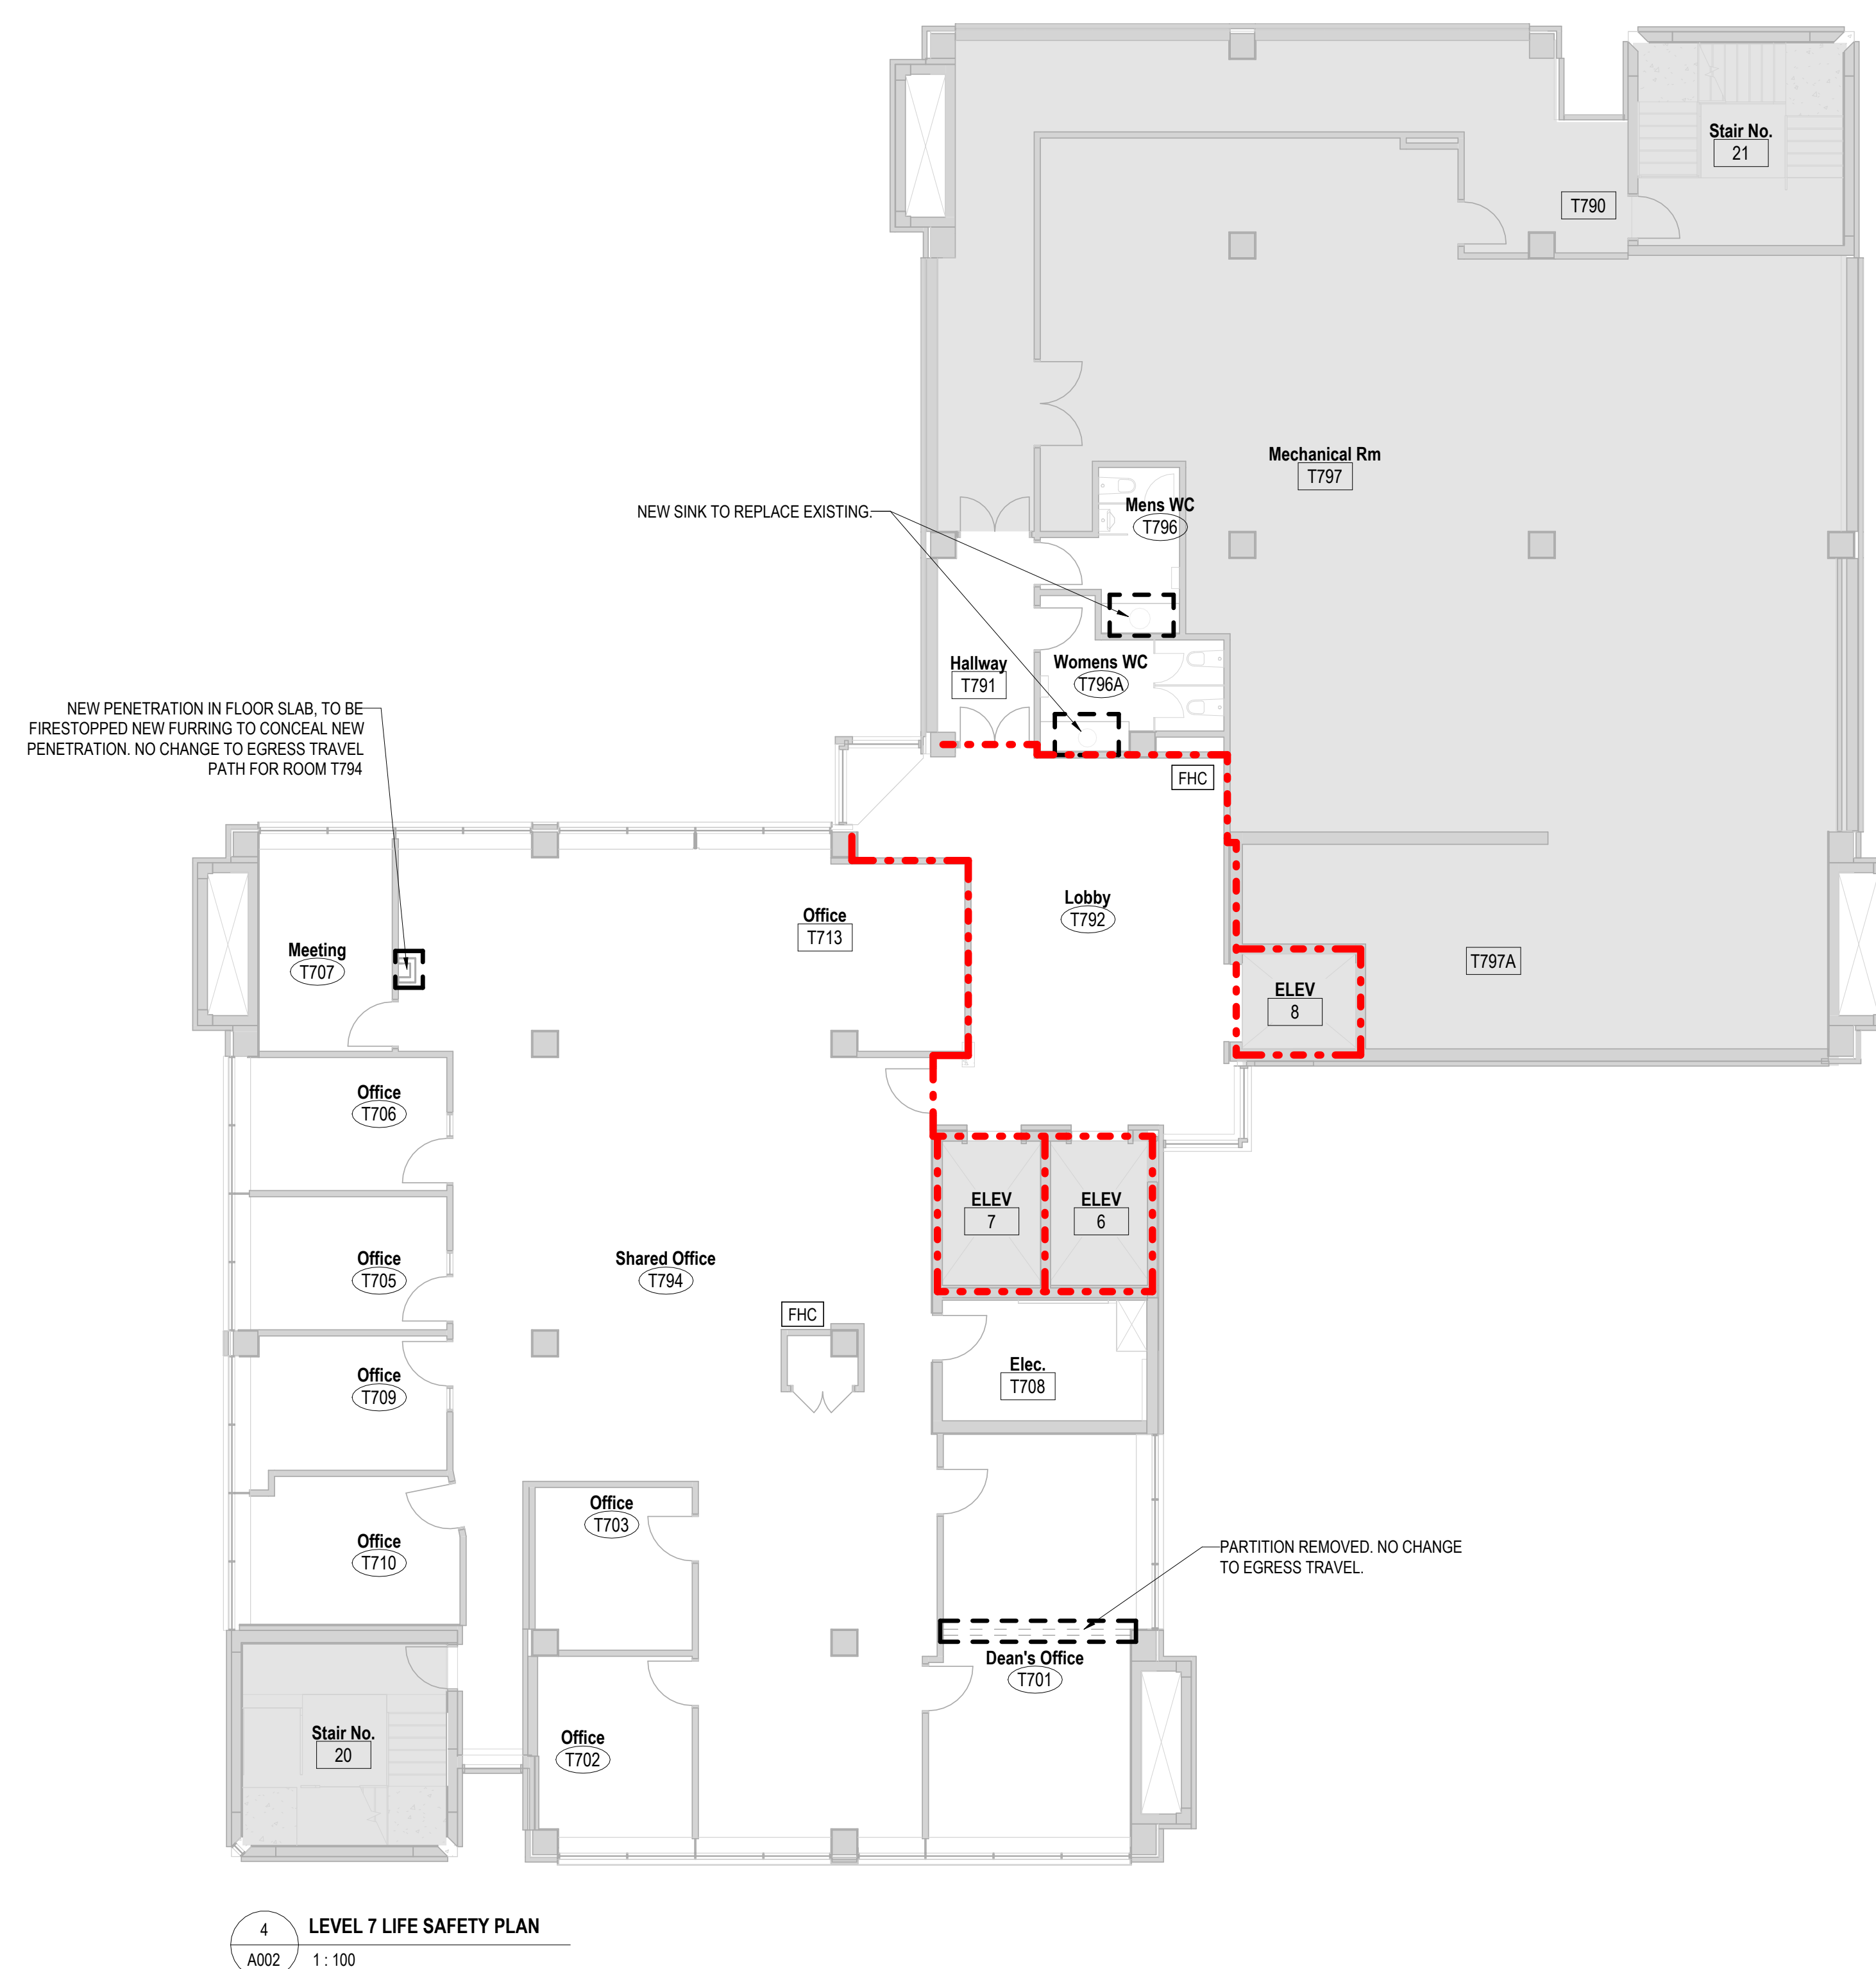 Stair No.
21
T790
Mechanical Rm
T797
Mens WC
T796
NEW SINK TO REPLACE EXISTING.
Hallway
T791
Womens WC
T796A
NEW PENETRATION IN FLOOR SLAB, TO BE
FIRESTOPPED NEW FURRING TO CONCEAL NEW
PENETRATION. NO CHANGE TO EGRESS TRAVEL
PATH FOR ROOM T794
FHC
Lobby
T792
Office
T713
Meeting
T707
T797A
ELEV
8
Office
T706
ELEV
7
ELEV
6
Office
T705
Shared Office
T794
FHC
Elec.
T708
Office
T709
Office
T703
Office
T710
PARTITION REMOVED. NO CHANGE
TO EGRESS TRAVEL.
Dean's Office
T701
Stair No.
20
Office
T702
4
A002
LEVEL 7 LIFE SAFETY PLAN
1 : 100